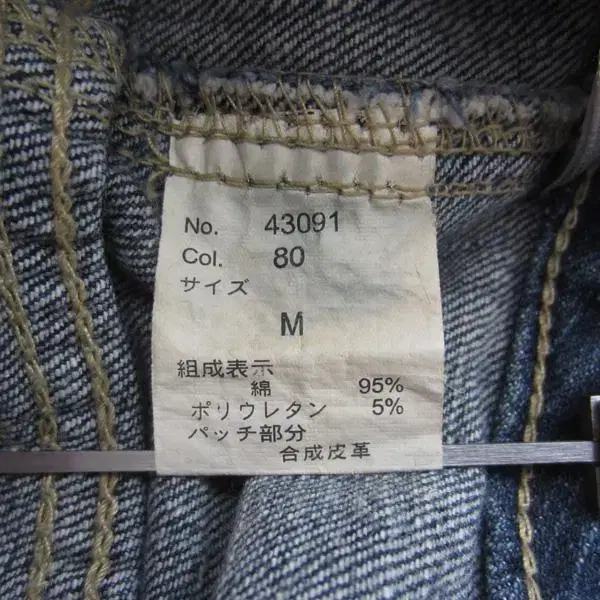 No. 43091
Col. 80
サイズ
M
組成表示
綿 95%
ポリウレタン 5%
パッチ部分
合成皮革